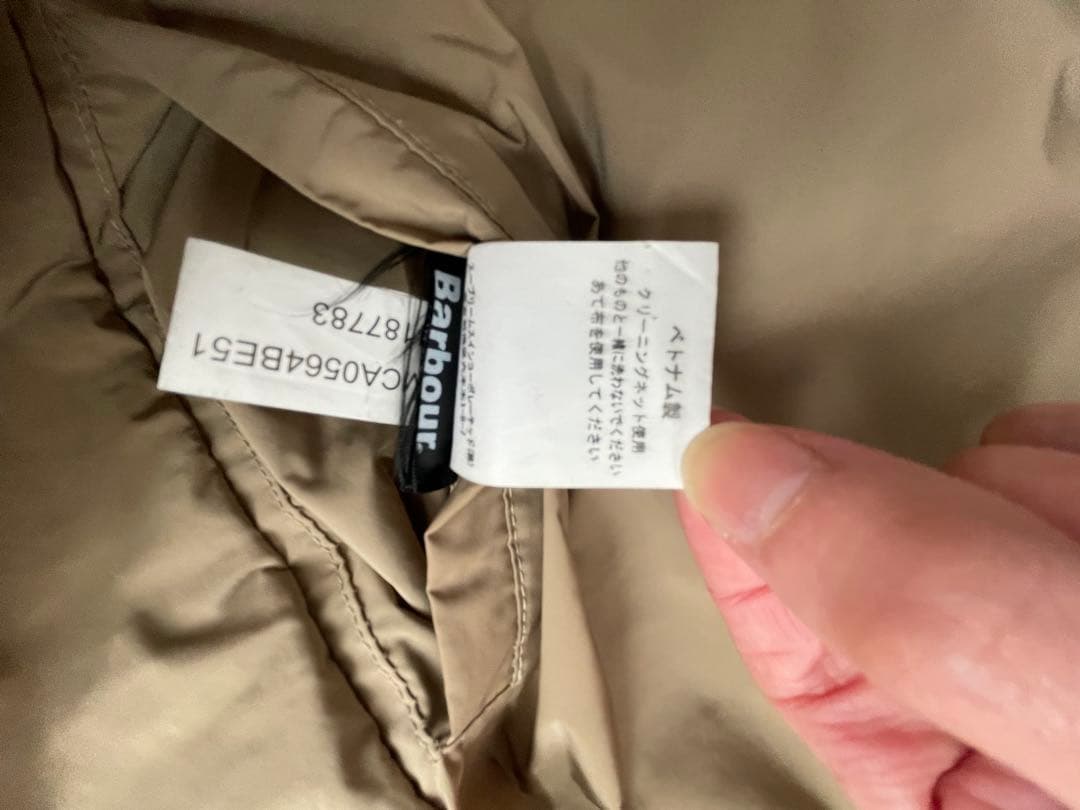 MCA0564BE51
187783
Barbour.
ベトナム製
クリーニングネット使用
他のものと一緒に洗わないでください
あて布を使用してください